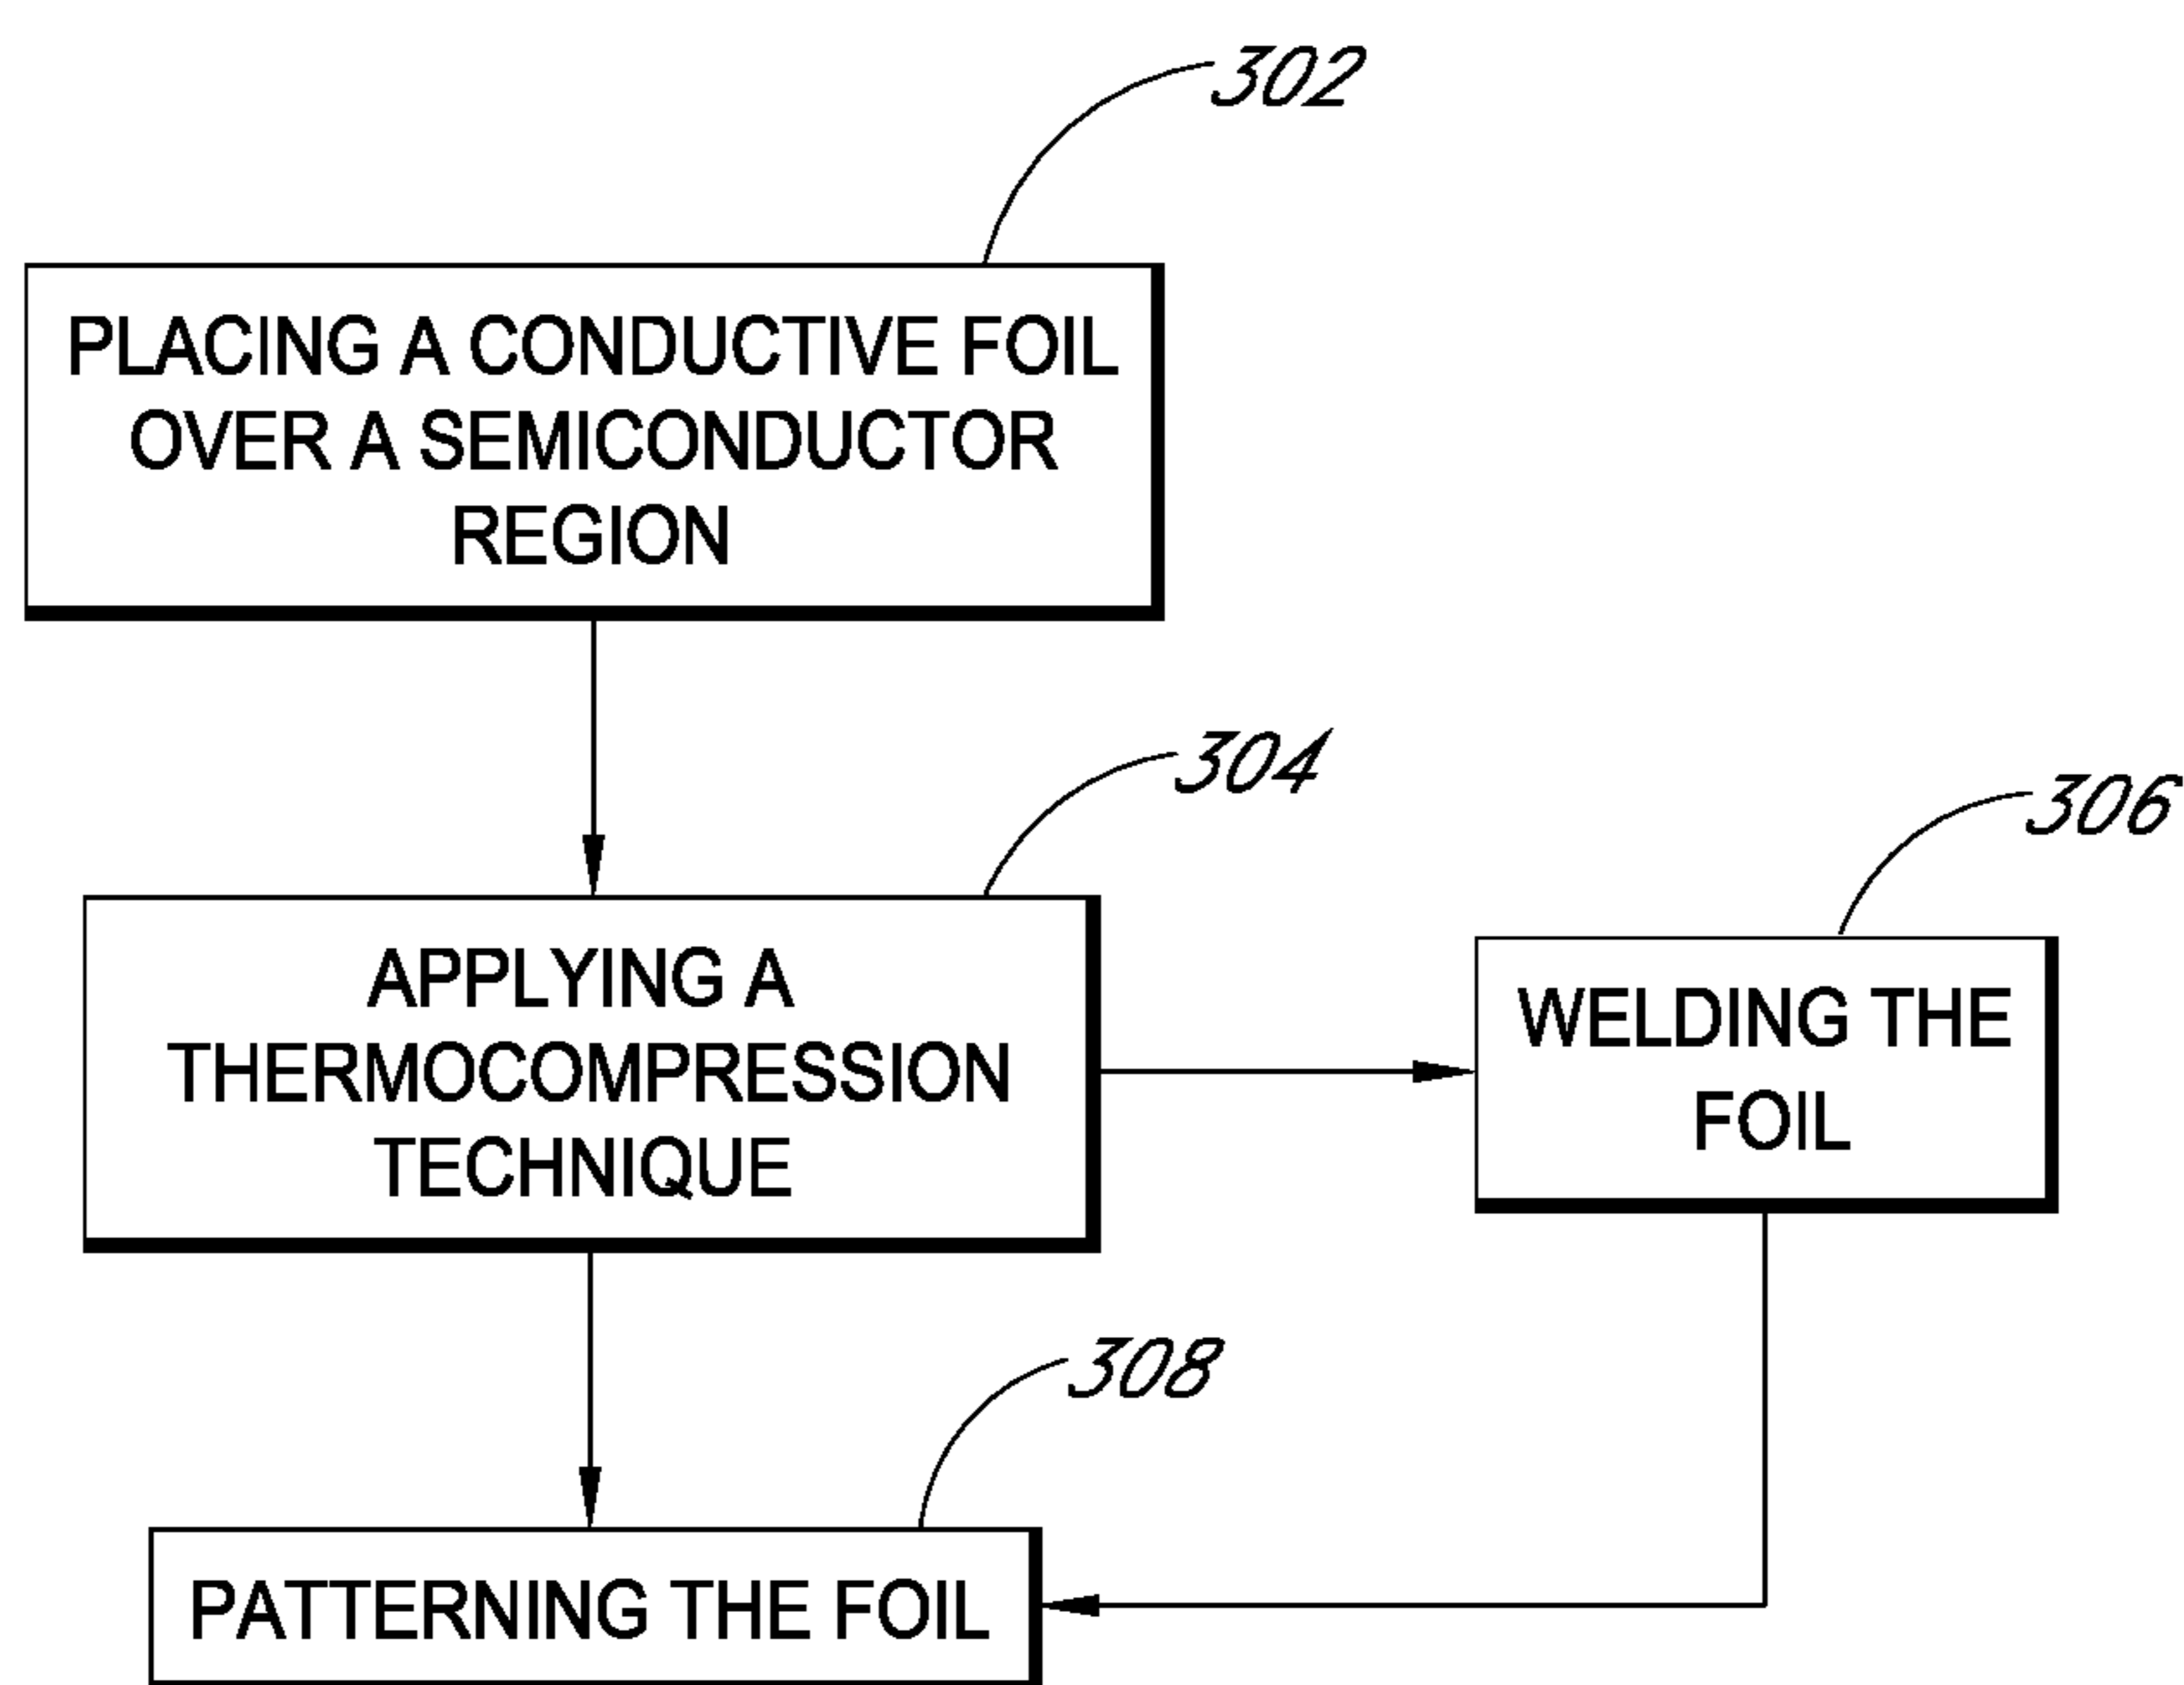 302
PLACING A CONDUCTIVE FOIL
OVER A SEMICONDUCTOR
REGION
304
APPLYING A
THERMOCOMPRESSION
TECHNIQUE
306
WELDING THE
FOIL
308
PATTERNING THE FOIL